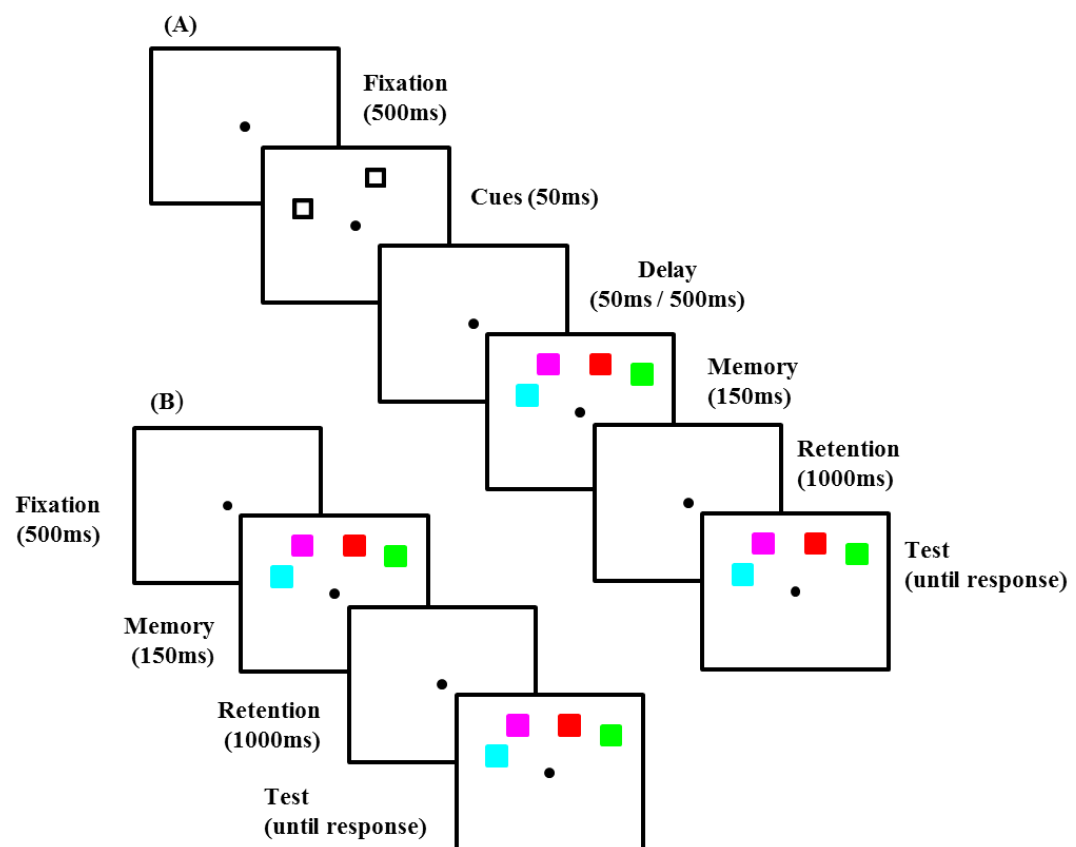 (A)
Fixation
(500ms)
Cues (50ms)
Delay
(50ms / 500ms)
Memory
(150ms)
Retention
(1000ms)
Test
(until response)
(B)
Fixation
(500ms)
Memory
(150ms)
Retention
(1000ms)
Test
(until response)